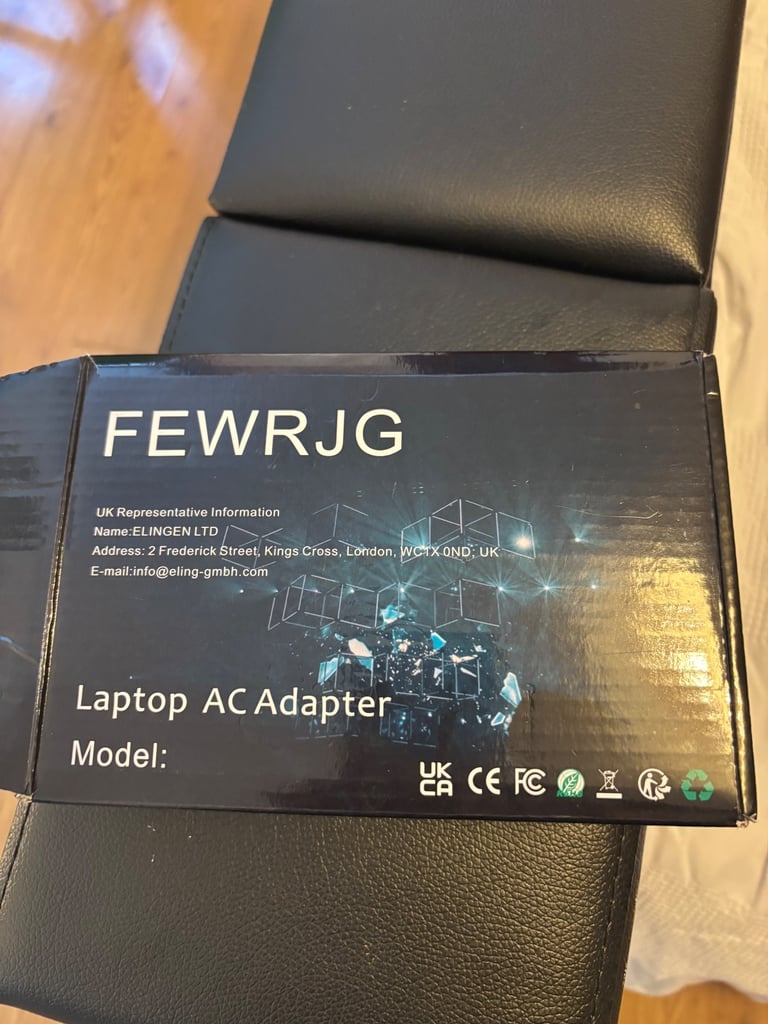 FEWRJG
UK Representative Information
Name:ELINGEN LTD
Address: 2 Frederick Street, Kings Cross, London, WC1X 0ND; UK
E-mail:info@eling-gmbh.com
Laptop AC Adapter
Model:
UK
CA
CE
FC